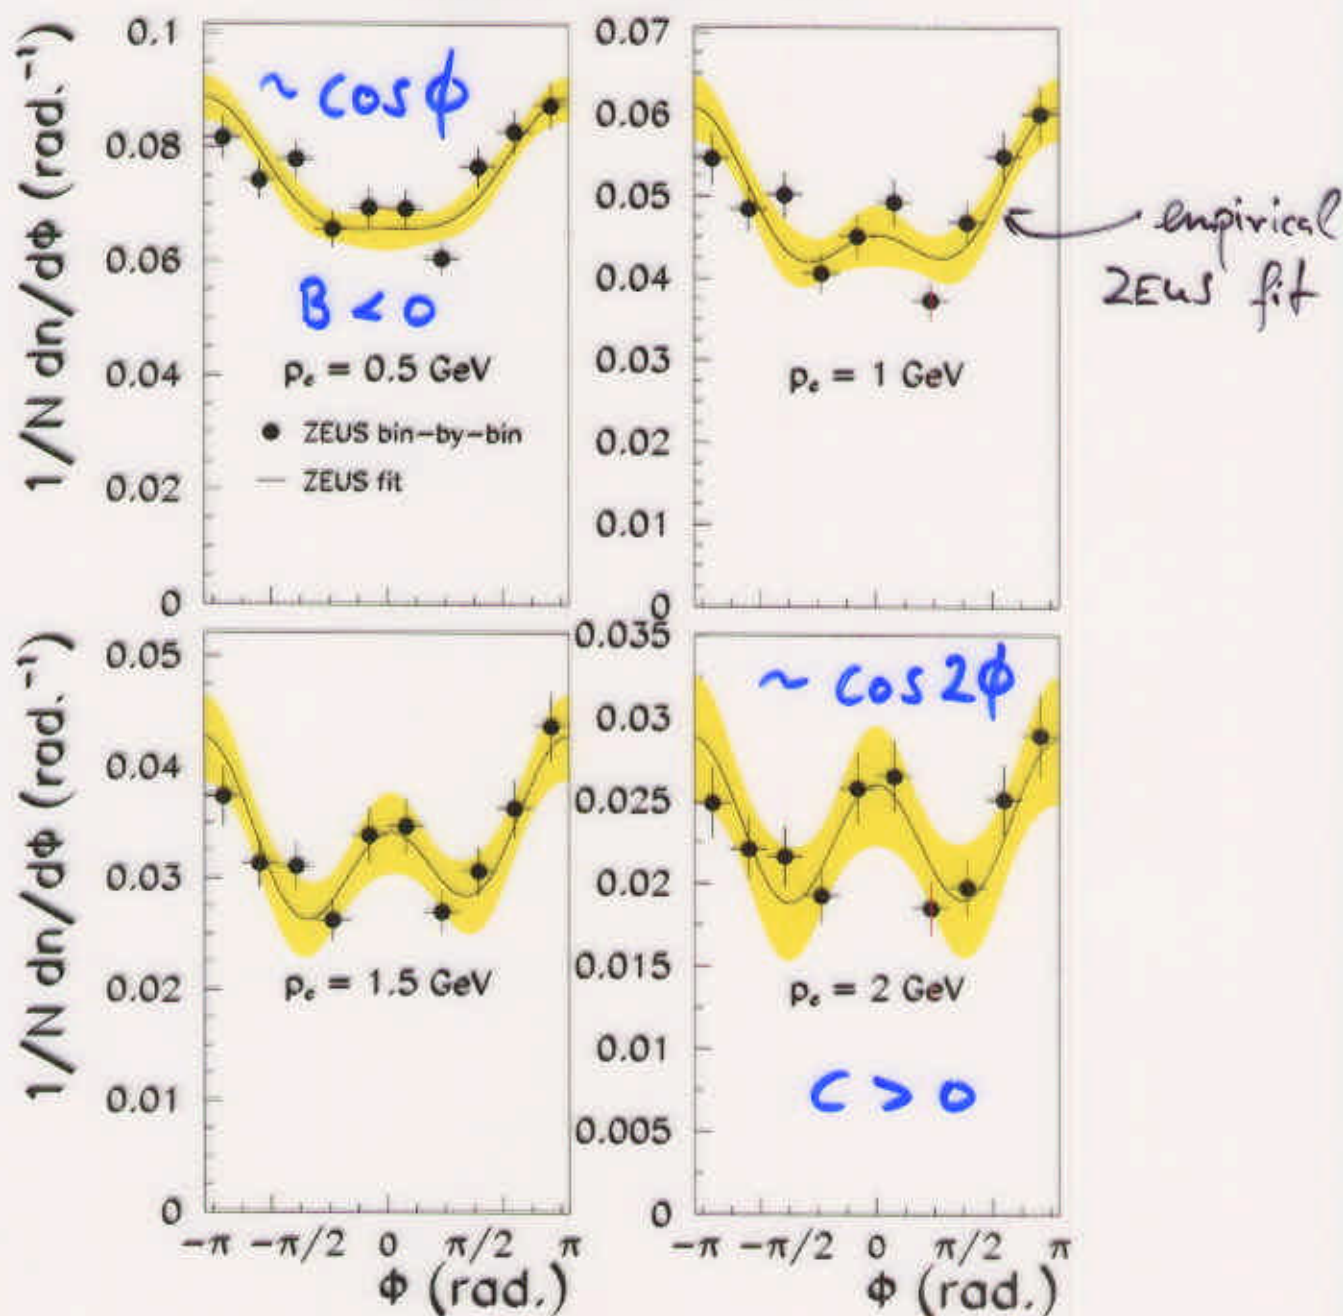 1/N dn/dφ (rad.⁻¹)
0.1
0.08
0.06
0.04
0.02
0
~ cos φ
B < 0
pₑ = 0.5 GeV
● ZEUS bin-by-bin
— ZEUS fit
0.07
0.06
0.05
0.04
0.03
0.02
0.01
0
pₑ = 1 GeV
empirical
ZEUS fit
1/N dn/dφ (rad.⁻¹)
0.05
0.04
0.03
0.02
0.01
0
pₑ = 1.5 GeV
-π -π/2 0 π/2 π
Φ (rad.)
0.035
0.03
0.025
0.02
0.015
0.01
0.005
0
~ cos 2φ
pₑ = 2 GeV
C > 0
-π -π/2 0 π/2 π
Φ (rad.)